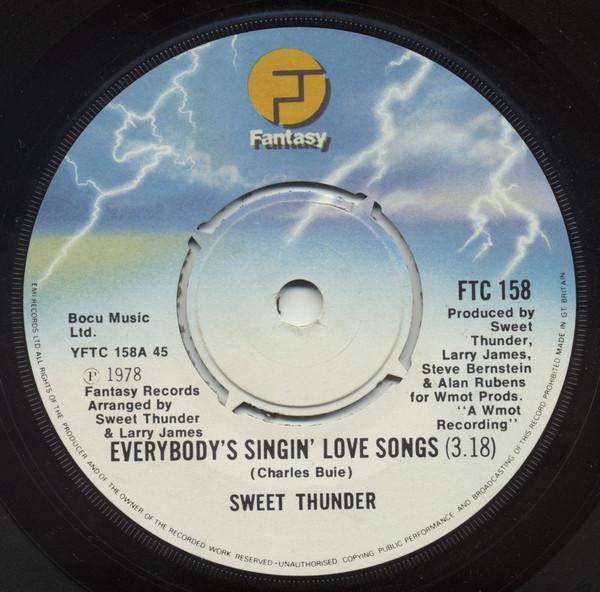 Fantasy
FTC 158
Bocu Music
Ltd.
YFTC 158A 45
Ⓟ 1978
Fantasy Records
Arranged by
Sweet Thunder
& Larry James
Produced by
Sweet
Thunder,
Larry James,
Steve Bernstein
& Alan Rubens
for Wmot Prods.
"A Wmot
Recording"
EVERYBODY'S SINGIN' LOVE SONGS (3.18)
(Charles Buie)
SWEET THUNDER
EMI RECORDS LTD ALL RIGHTS OF THE PRODUCER AND OF THE OWNER OF THE RECORDED WORK RESERVED · UNAUTHORISED COPYING PUBLIC PERFORMANCE AND BROADCASTING OF THIS RECORD PROHIBITED MADE IN GT. BRITAIN